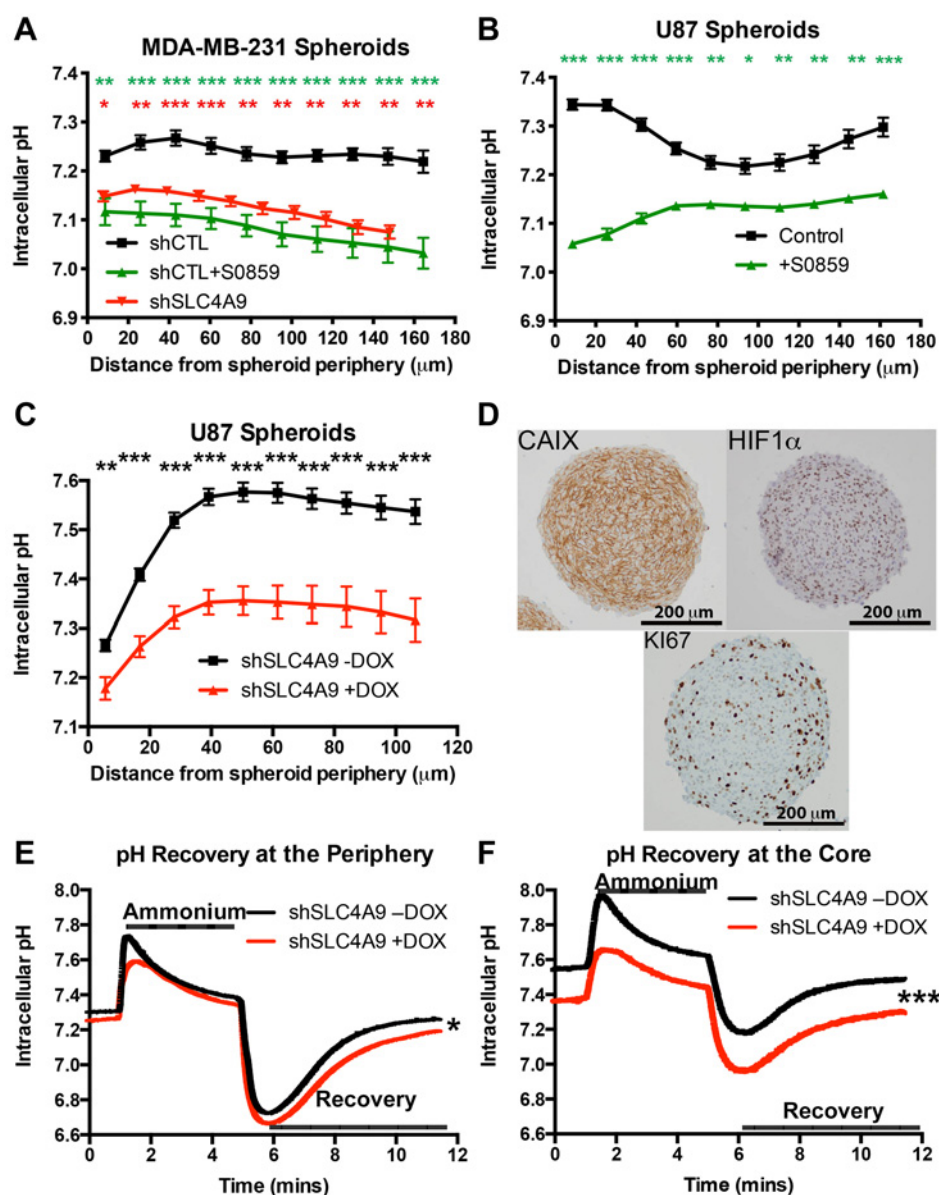 A
MDA-MB-231 Spheroids
** *** *** *** *** *** *** *** *** ***
* ** *** *** ** ** ** ** ** **
7.4
7.3
7.2
7.1
7.0
6.9
Intracellular pH
shCTL
shCTL+S0859
shSLC4A9
0 20 40 60 80 100 120 140 160 180
Distance from spheroid periphery (μm)
B
U87 Spheroids
*** *** *** *** ** * ** ** ** ***
7.4
7.3
7.2
7.1
7.0
6.9
Intracellular pH
Control
+S0859
0 20 40 60 80 100 120 140 160 180
Distance from spheroid periphery (μm)
C
U87 Spheroids
** *** *** *** *** *** *** *** *** ***
7.6
7.5
7.4
7.3
7.2
7.1
Intracellular pH
shSLC4A9 -DOX
shSLC4A9 +DOX
0 20 40 60 80 100 120
Distance from spheroid periphery (μm)
D
CAIX
200 μm
HIF1α
200 μm
KI67
200 μm
E
pH Recovery at the Periphery
8.0
7.8
7.6
7.4
7.2
7.0
6.8
6.6
Intracellular pH
Ammonium
shSLC4A9 –DOX
shSLC4A9 +DOX
*
Recovery
0 2 4 6 8 10 12
Time (mins)
F
pH Recovery at the Core
8.0
7.8
7.6
7.4
7.2
7.0
6.8
6.6
Intracellular pH
Ammonium
shSLC4A9 –DOX
shSLC4A9 +DOX
***
Recovery
0 2 4 6 8 10 12
Time (mins)